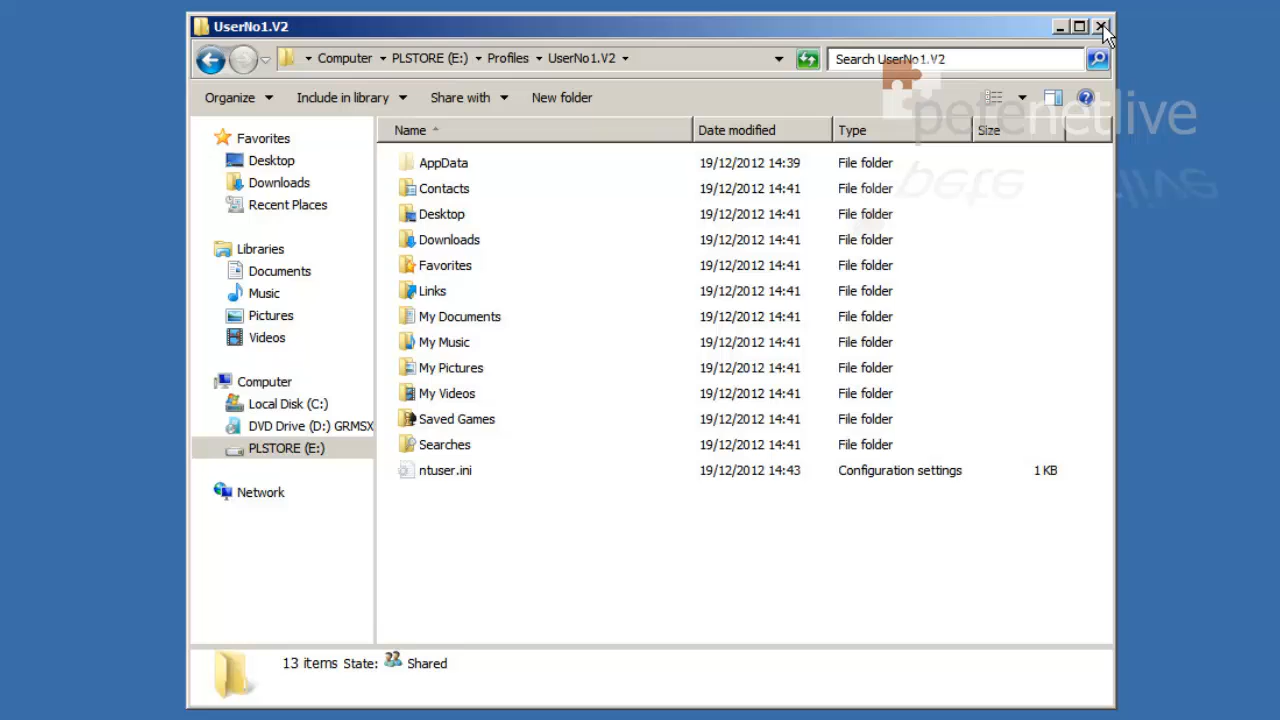 UserNo1.V2
Computer PLSTORE (E:) Profiles UserNo1.V2
Search UserNo1.V2
Organize Include in library Share with New folder
petenetlive
Name Date modified Type Size
Favorites
Desktop
Downloads
Recent Places
Libraries
Documents
Music
Pictures
Videos
Computer
Local Disk (C:)
DVD Drive (D:) GRMSX
PLSTORE (E:)
Network
AppData 19/12/2012 14:39 File folder
Contacts 19/12/2012 14:41 File folder
Desktop 19/12/2012 14:41 File folder
Downloads 19/12/2012 14:41 File folder
Favorites 19/12/2012 14:41 File folder
Links 19/12/2012 14:41 File folder
My Documents 19/12/2012 14:41 File folder
My Music 19/12/2012 14:41 File folder
My Pictures 19/12/2012 14:41 File folder
My Videos 19/12/2012 14:41 File folder
Saved Games 19/12/2012 14:41 File folder
Searches 19/12/2012 14:41 File folder
ntuser.ini 19/12/2012 14:43 Configuration settings 1 KB
13 items State: Shared